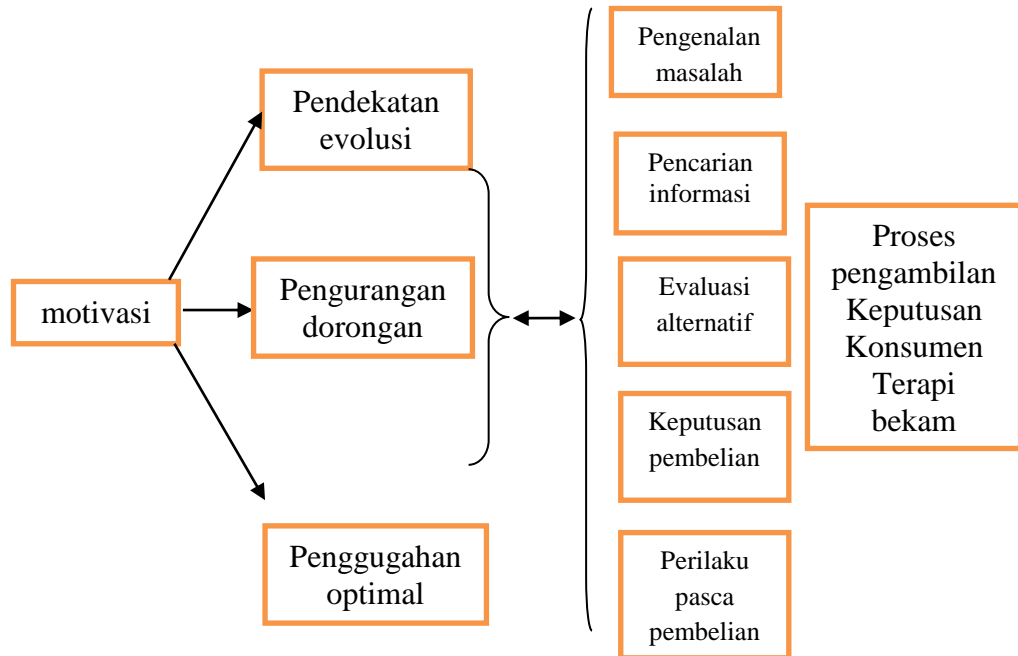 motivasi
Pendekatan
evolusi
Pengurangan
dorongan
Penggugahan
optimal
Pengenalan
masalah
Pencarian
informasi
Evaluasi
alternatif
Keputusan
pembelian
Perilaku
pasca
pembelian
Proses
pengambilan
Keputusan
Konsumen
Terapi
bekam